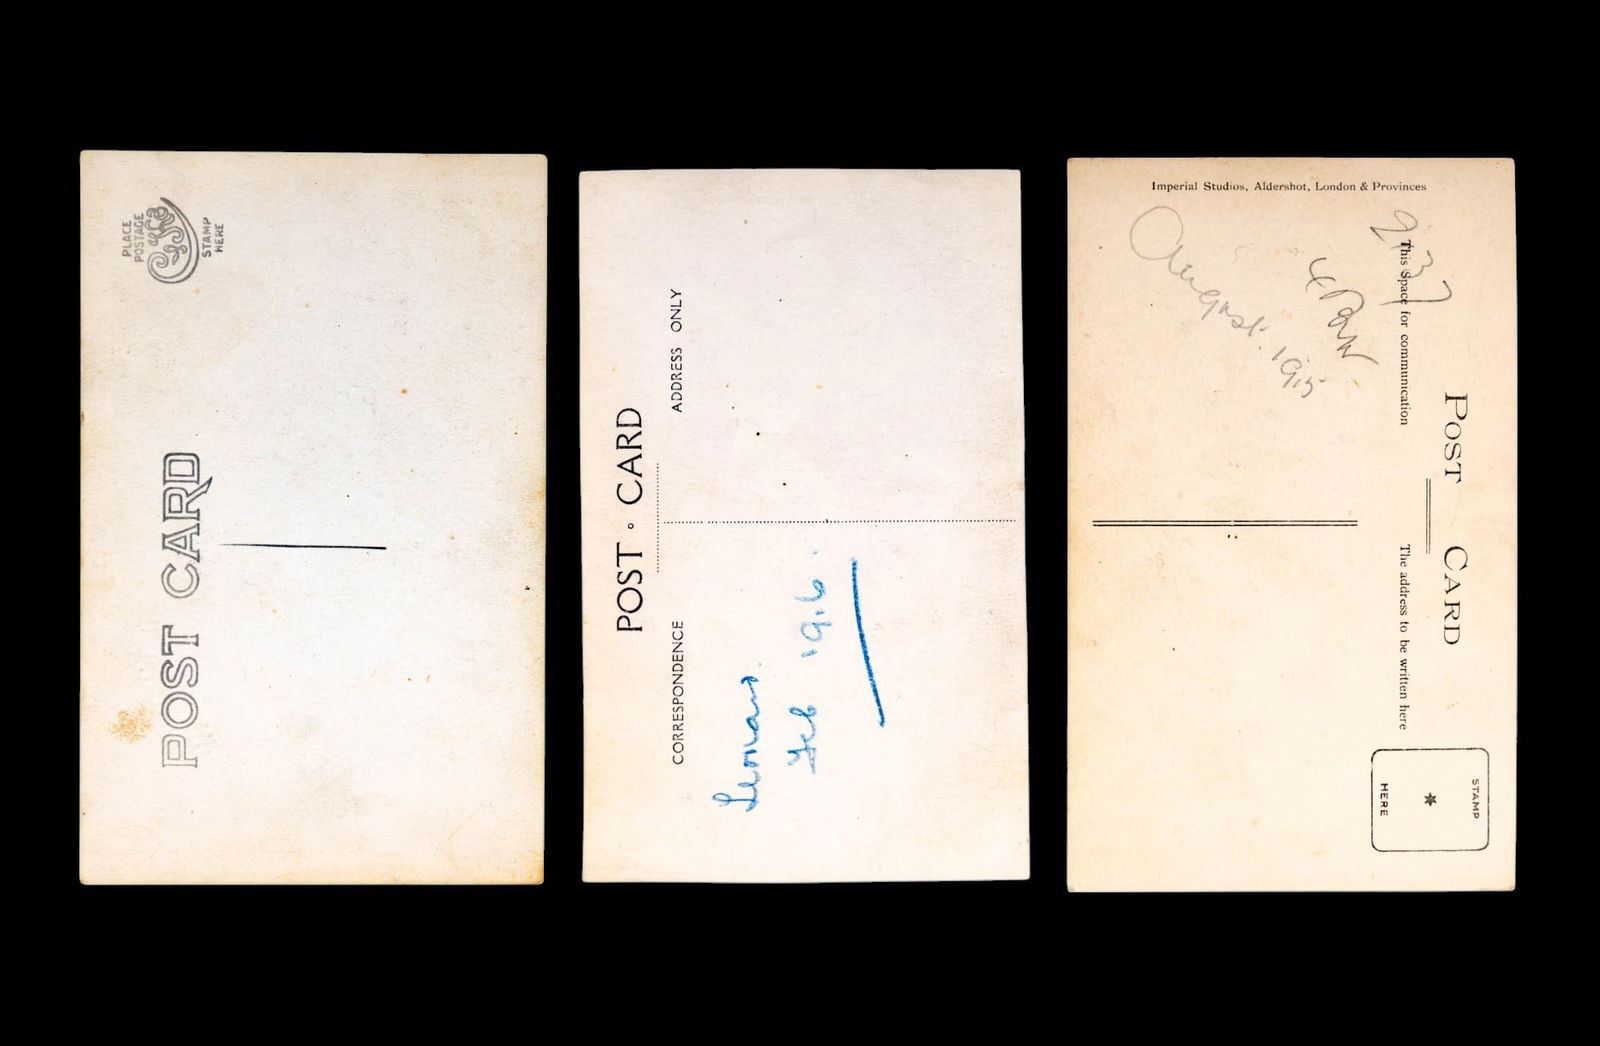 PLACE
POSTAGE
STAMP
HERE
POST CARD
POST CARD
CORRESPONDENCE
ADDRESS ONLY
Leonard.
Feb 1916.
Imperial Studios, Aldershot, London & Provinces
POST CARD
This Space for communication
The address to be written here
STAMP
HERE
August. 1915